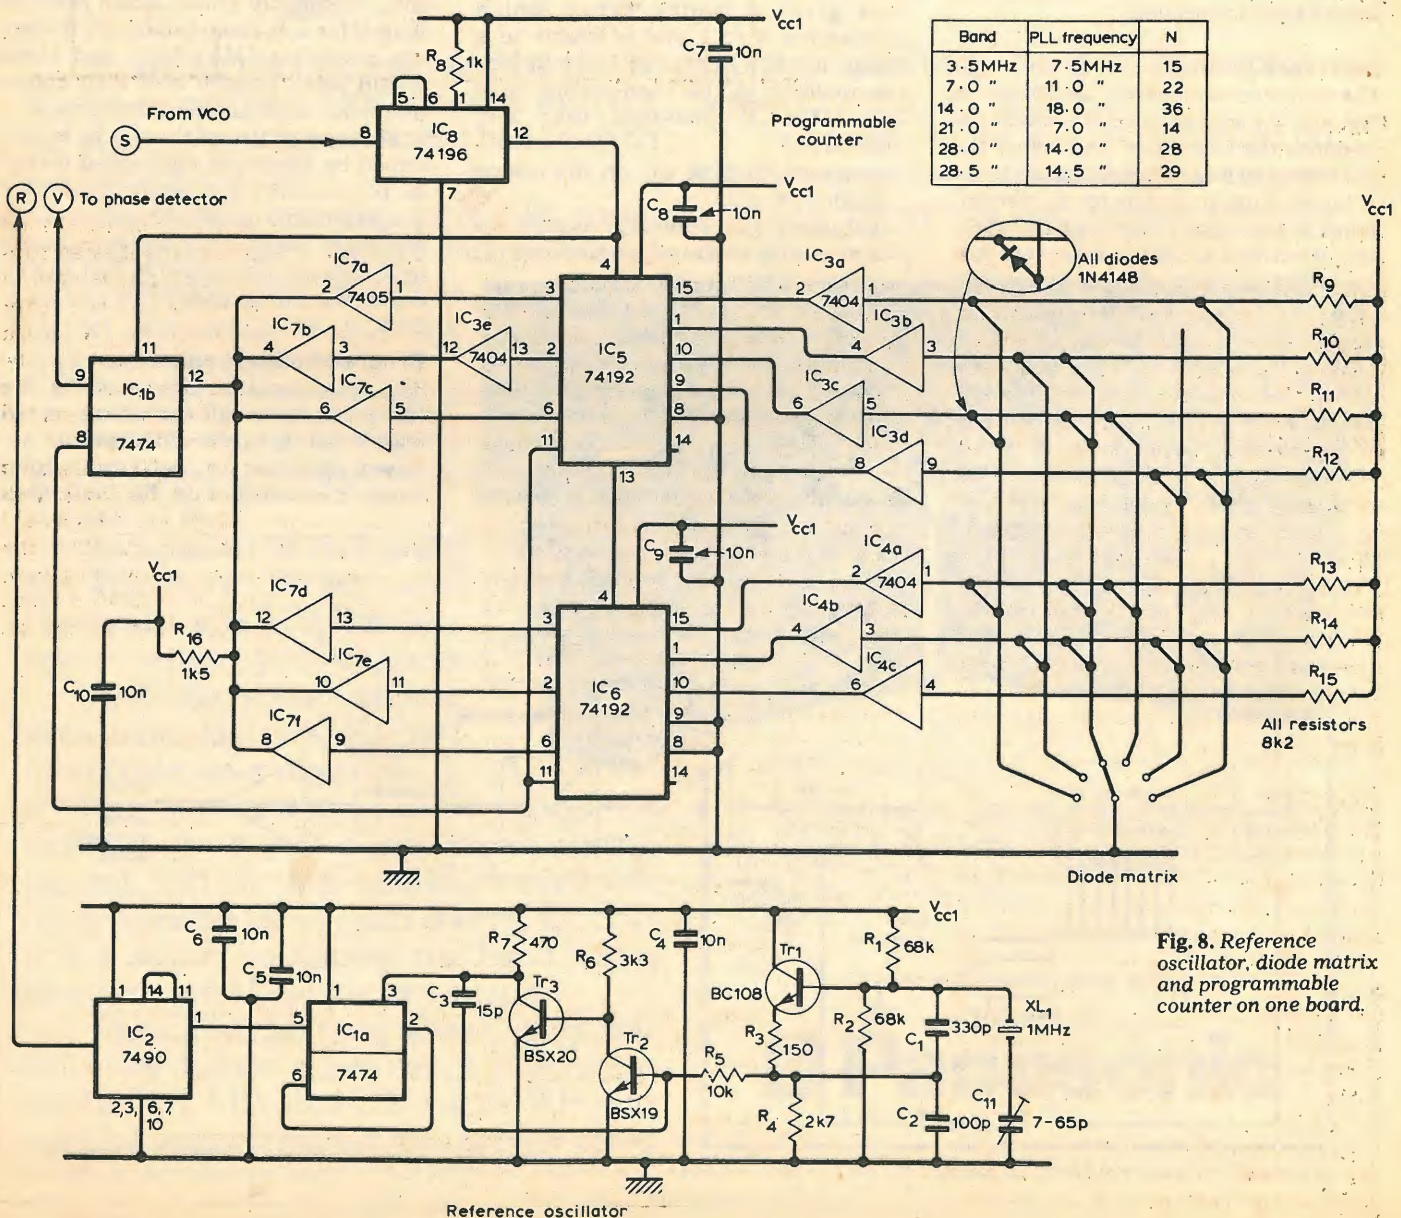 Vcc1
R8 1k
C7 10n
5 6 1 14
From VCO
S
8
IC8
74196
12
7
Programmable
counter
Band PLL frequency N
3.5MHz 7.5MHz 15
7.0 " 11.0 " 22
14.0 " 18.0 " 36
21.0 " 7.0 " 14
28.0 " 14.0 " 28
28.5 " 14.5 " 29
R V To phase detector
Vcc1
C8 10n
Vcc1
All diodes
1N4148
4
IC7a
2 7405 1
3 15
IC3a
2 7404 1
R9
IC7b
4 3
IC3e
12 7404 13
2 1
IC5
74192
IC3b
4 3
R10
11
9 IC1b 12
7474
8
IC7c
6 5
10
IC3c
6 5
R11
6 9
8
11 14
13
IC3d
8 9
R12
Vcc1
C9 10n
4
IC4a
2 7404 1
R13
Vcc1
R16
1k5
C10 10n
IC7d
12 13
3 15
IC4b
4 3
R14
IC7e
10 11
2 1
IC6
74192
10
IC4c
6 4
R15
IC7f
8 9
6 9
8
11 14
All resistors
8k2
Diode matrix
Vcc1
C6 10n
C5 10n
R7 470
R6 3k3
C4 10n
Tr1
BC108
R1 68k
1 14 11
IC2
7490
1
2,3, 6,7,
10
1 3
5 IC1a 2
6 7474
C3
15p
Tr3
BSX20
Tr2
BSX19
R5
10k
R3
150
R4 2k7
R2 68k
330p
C1
XL1
1MHz
C2 100p
C11
7-65p
Reference oscillator
Fig. 8. Reference
oscillator, diode matrix
and programmable
counter on one board.